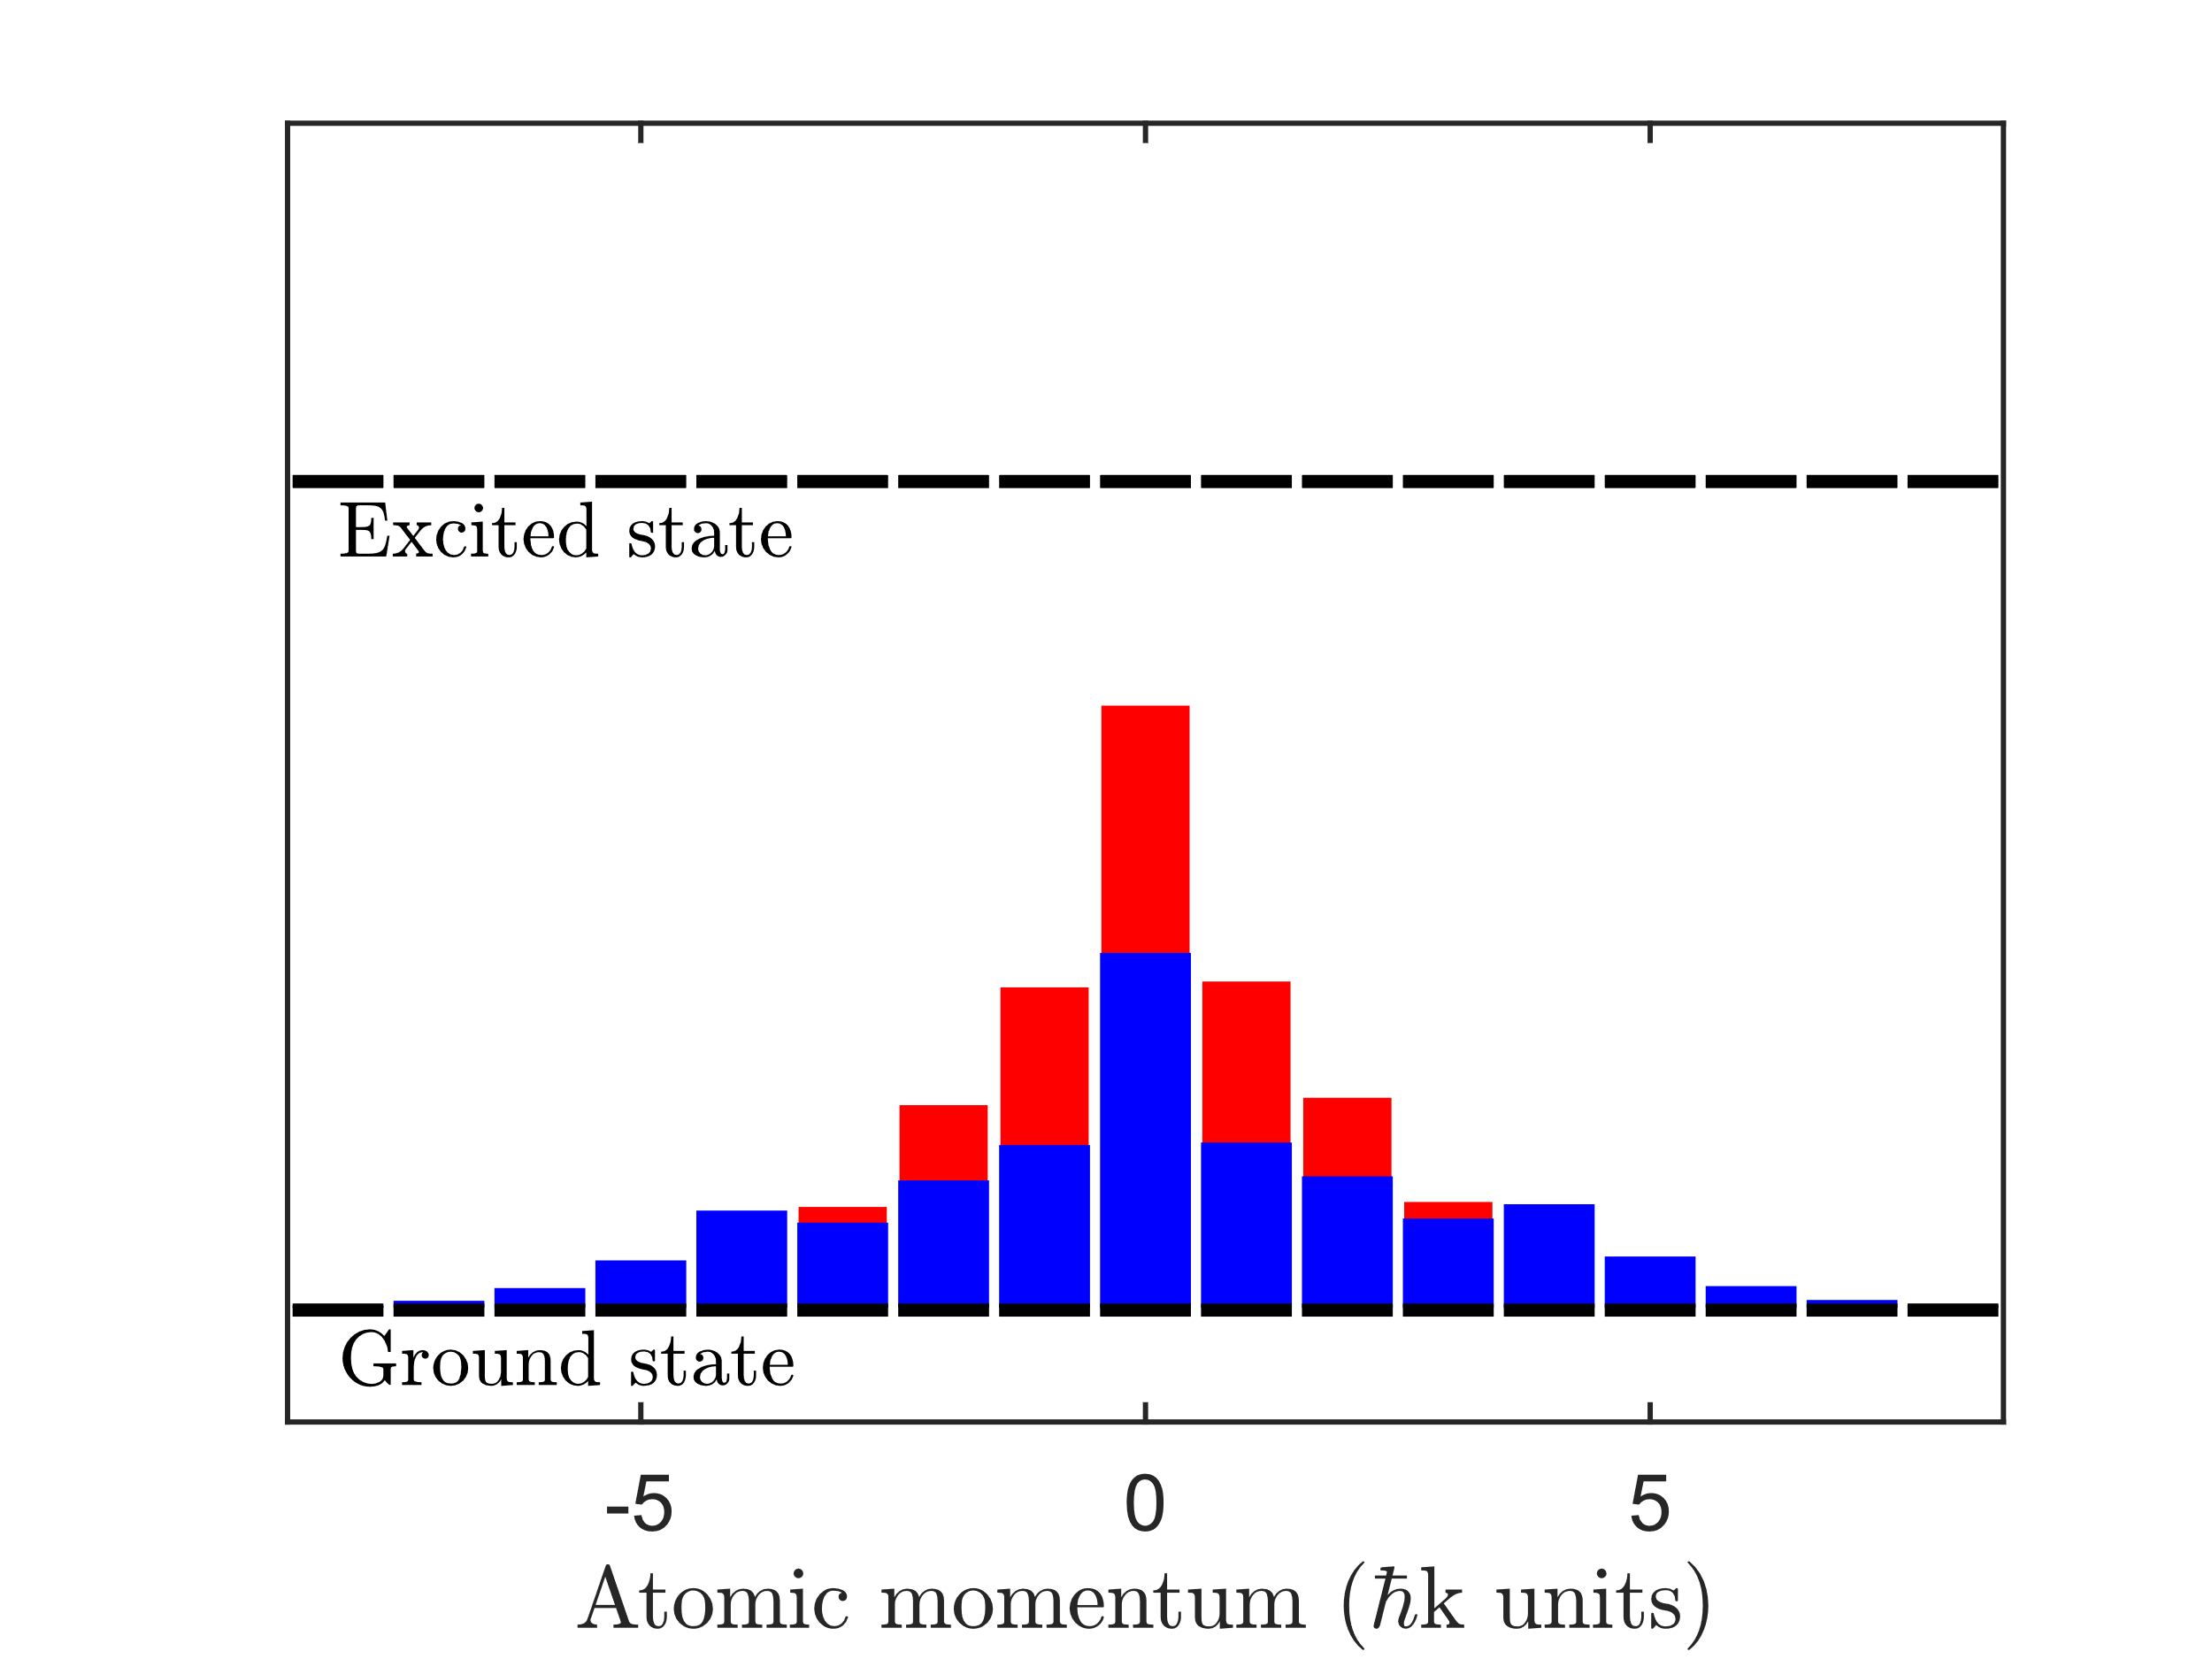 Excited state
Ground state
-5 0 5
Atomic momentum (ℏk units)